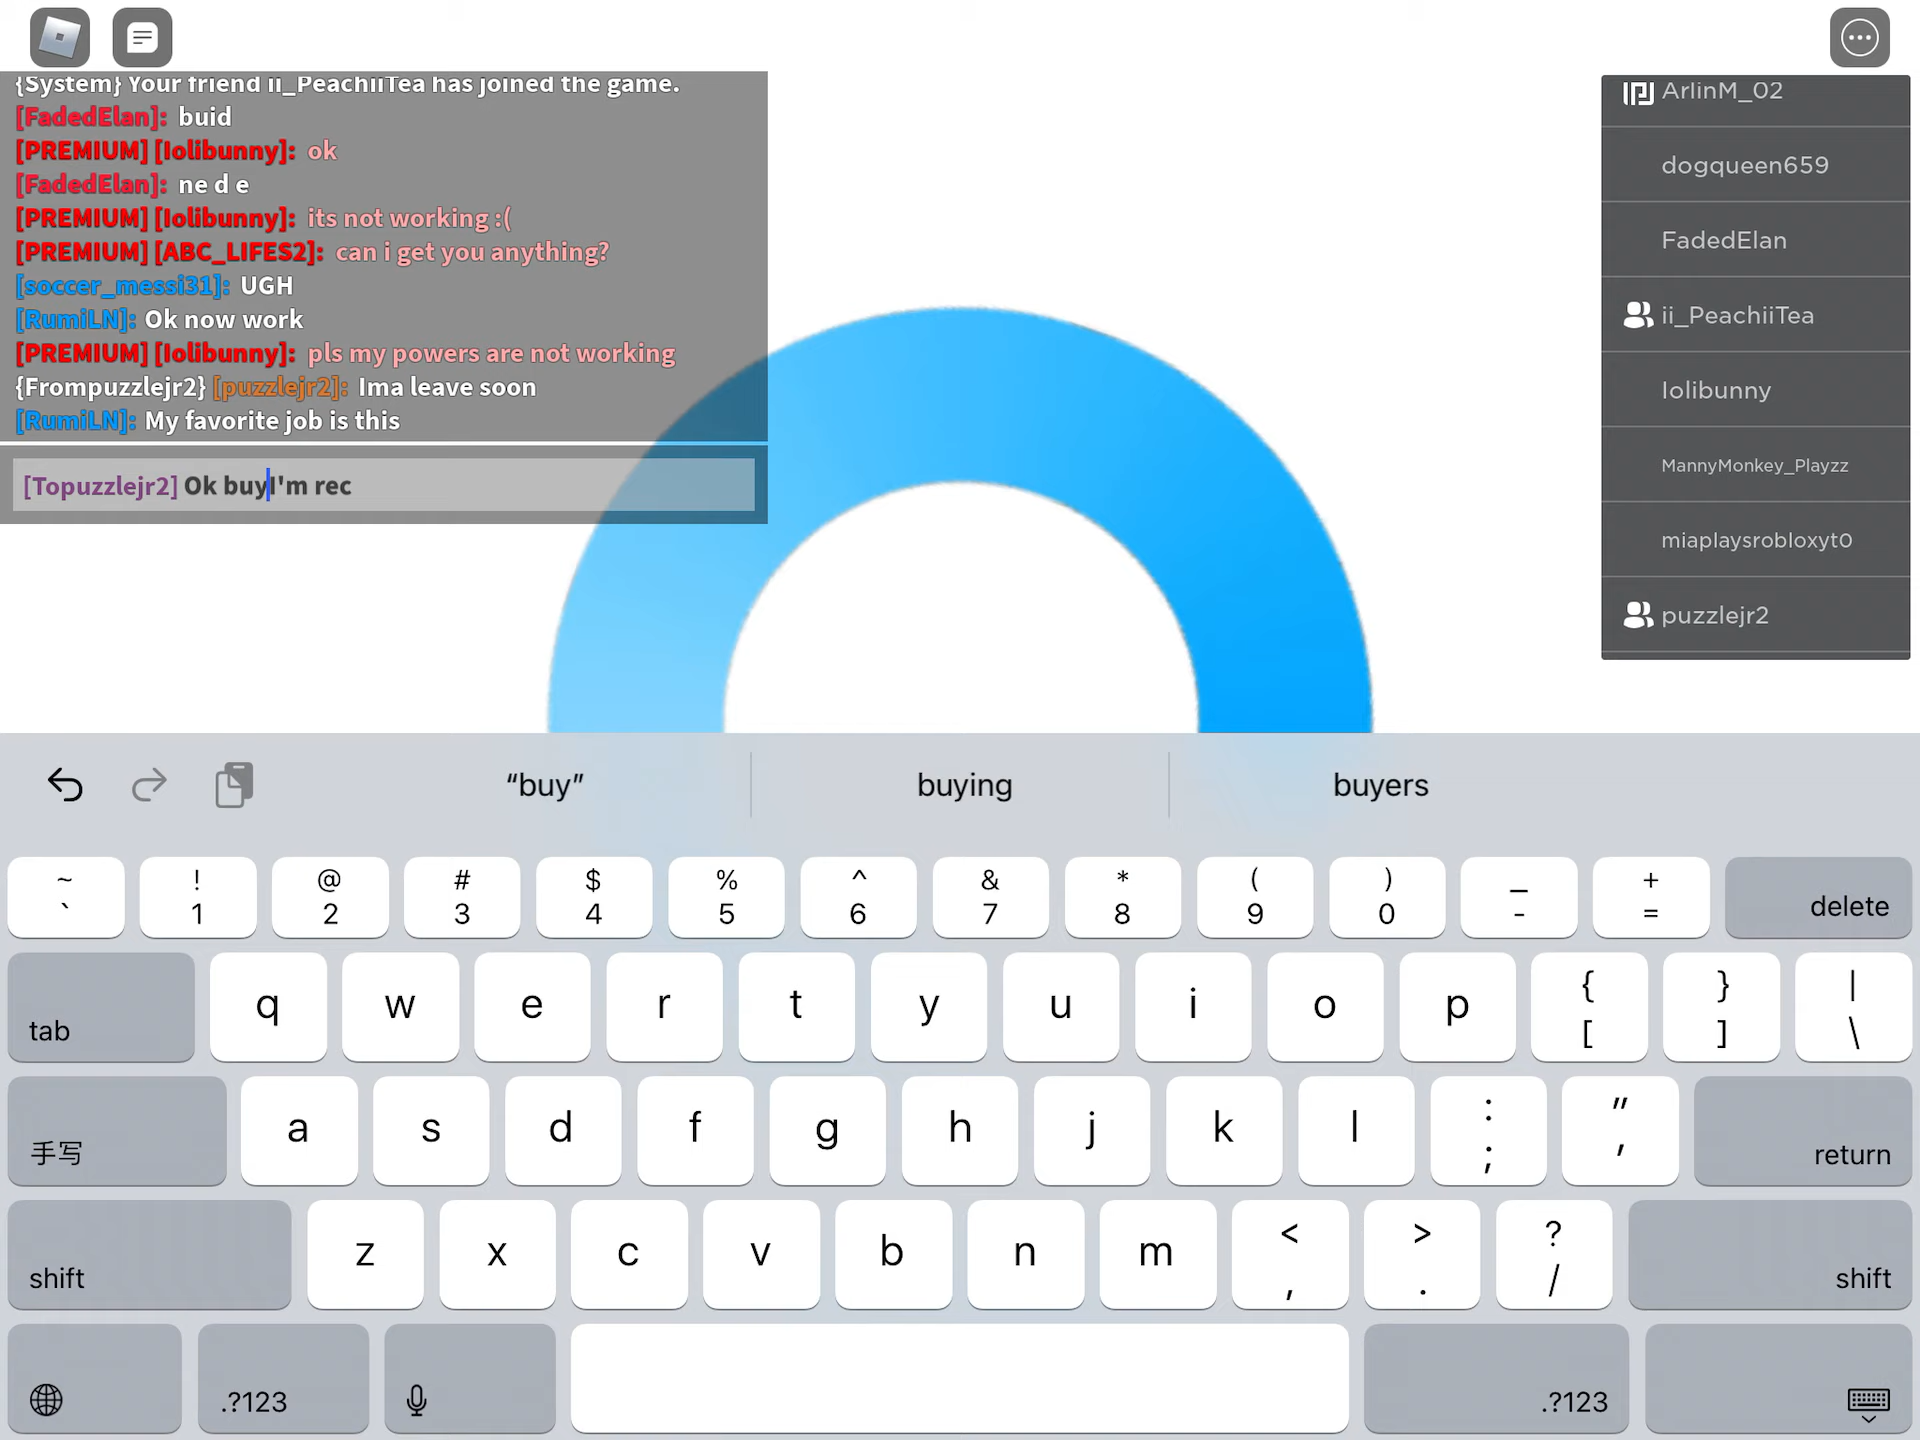 {System} Your friend ii_PeachiiTea has joined the game.
[FadedElan]: buid
[PREMIUM] [Iolibunny]: ok
[FadedElan]: ne d e
[PREMIUM] [Iolibunny]: its not working :(
[PREMIUM] [ABC_LIFES2]: can i get you anything?
[soccer_messi31]: UGH
[RumiLN]: Ok now work
[PREMIUM] [Iolibunny]: pls my powers are not working
{Frompuzzlejr2} [puzzlejr2]: Ima leave soon
[RumiLN]: My favorite job is this
[Topuzzlejr2] Ok buyI'm rec
ArlinM_02
dogqueen659
FadedElan
ii_PeachiiTea
Iolibunny
MannyMonkey_Playzz
miaplaysrobloxyt0
puzzlejr2
“buy” buying buyers
~ ! @ # $ % ^ & * ( ) _ +
` 1 2 3 4 5 6 7 8 9 0 - = delete
tab q w e r t y u i o p { [ } ] | \
手写 a s d f g h j k l : ; " ' return
shift z x c v b n m < , > . ? / shift
.?123 .?123